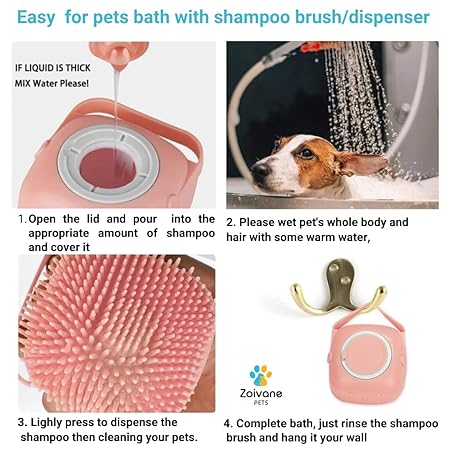 Easy for pets bath with shampoo brush/dispenser
IF LIQUID IS THICK
MIX Water Please!
1.Open the lid and pour into the
appropriate amount of shampoo
and cover it
2. Please wet pet's whole body and
hair with some warm water,
3. Lighly press to dispense the
shampoo then cleaning your pets.
Zoivane
PETS
4. Complete bath, just rinse the shampoo
brush and hang it your wall